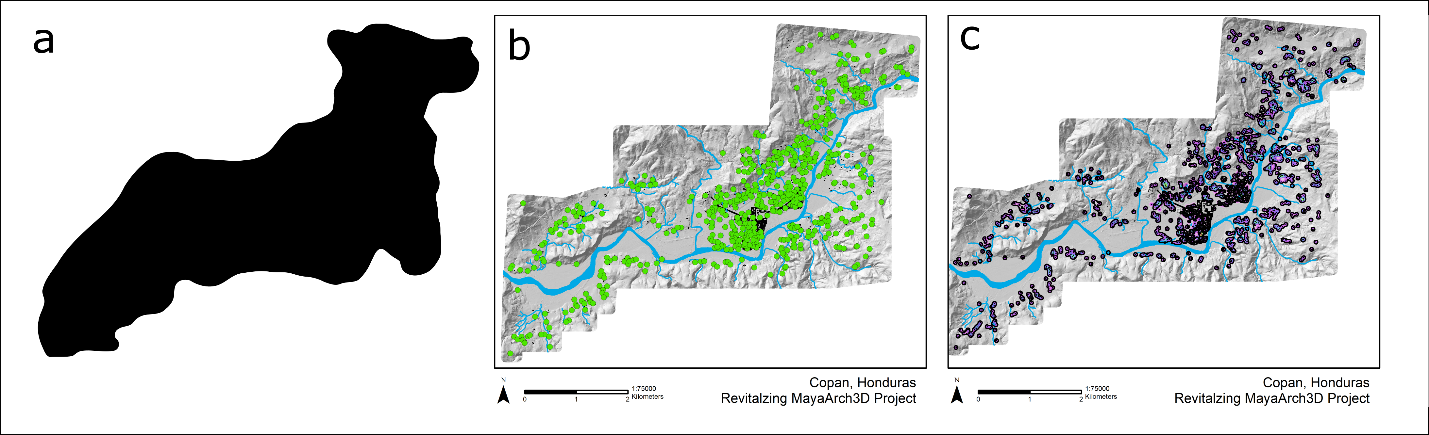 a
b
N
1:75000
Kilometers
0 1 2
Copan, Honduras
Revitalzing MayaArch3D Project
c
N
1:75000
Kilometers
0 1 2
Copan, Honduras
Revitalzing MayaArch3D Project